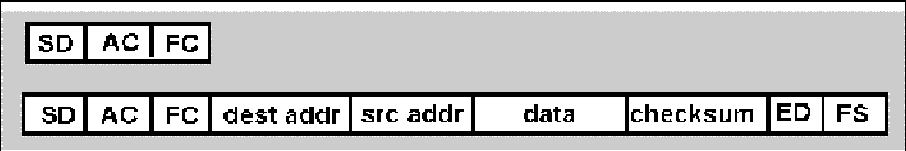 SD AC FC
SD AC FC dest addr src addr data checksum ED FS